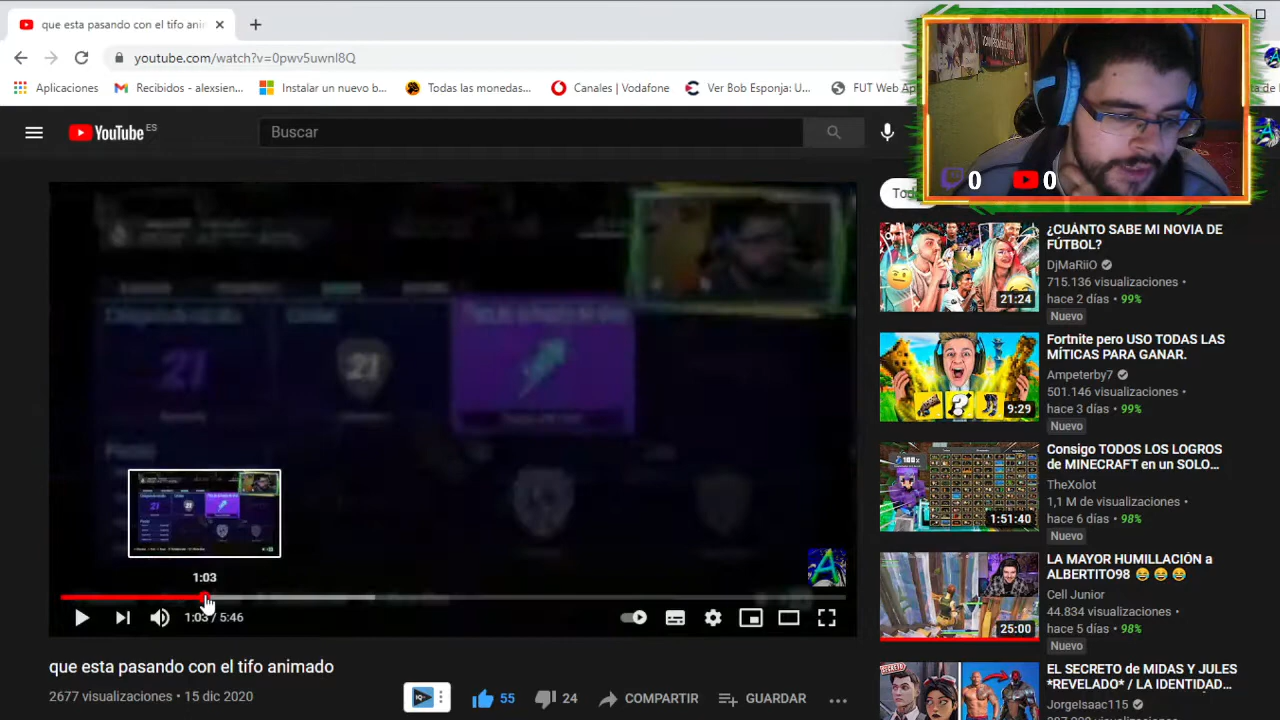 que esta pasando con el tifo ani
youtube.com/watch?v=0pwv5uwnl8Q
Aplicaciones
Recibidos - alexsien...
Instalar un nuevo b...
Todas las monedas...
Canales | Vodafone
Ver Bob Esponja: U...
FUT Web Ap
YouTube ES
Buscar
0
0
¿CUÁNTO SABE MI NOVIA DE
FÚTBOL?
DjMaRiiO
715.136 visualizaciones •
hace 2 días • 99%
Nuevo
21:24
Fortnite pero USO TODAS LAS
MÍTICAS PARA GANAR.
Ampeterby7
501.146 visualizaciones •
hace 3 días • 99%
Nuevo
9:29
Consigo TODOS LOS LOGROS
de MINECRAFT en un SOLO...
TheXolot
1,1 M de visualizaciones •
hace 6 días • 98%
Nuevo
100x
1:51:40
LA MAYOR HUMILLACIÓN a
ALBERTITO98 😂 😂 😂
Cell Junior
44.834 visualizaciones •
hace 5 días • 98%
Nuevo
25:00
EL SECRETO de MIDAS Y JULES
*REVELADO* / LA IDENTIDAD...
JorgeIsaac115
21
21
1:03
1:03 / 5:46
que esta pasando con el tifo animado
2677 visualizaciones • 15 dic 2020
55
24
COMPARTIR
GUARDAR